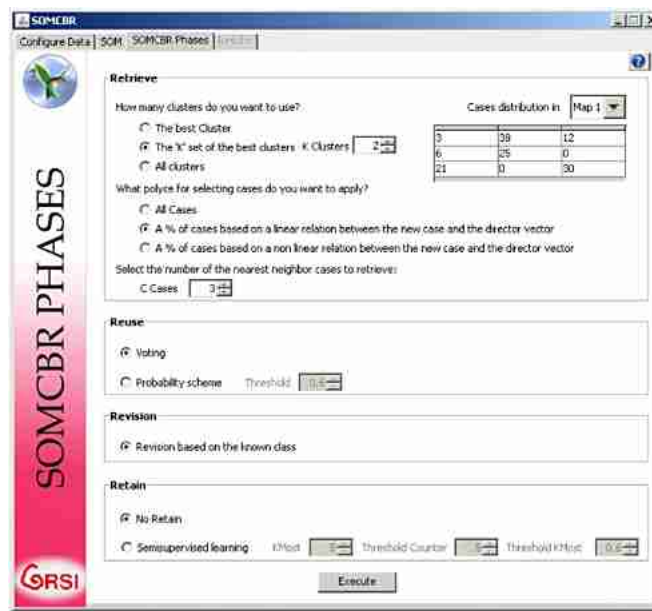 SOMCBR
Configure Data SOM SOMCBR Phases
SOMCBR PHASES
GRSI
Retrieve
How many clusters do you want to use?
Cases distribution in Map 1
The best Cluster
The 'K' set of the best clusters K Clusters 2
All clusters
3 39 12
6 25 0
21 0 30
What polyce for selecting cases do you want to apply?
All Cases
A % of cases based on a linear relation between the new case and the director vector
A % of cases based on a non linear relation between the new case and the director vector
Select the number of the nearest neighbor cases to retrieve:
C Cases 3
Reuse
Voting
Probability scheme Threshold 0.6
Revision
Revision based on the known class
Retain
No Retain
Semisupervised learning KMost 5 Threshold Counter Threshold KMost 0.6
Execute